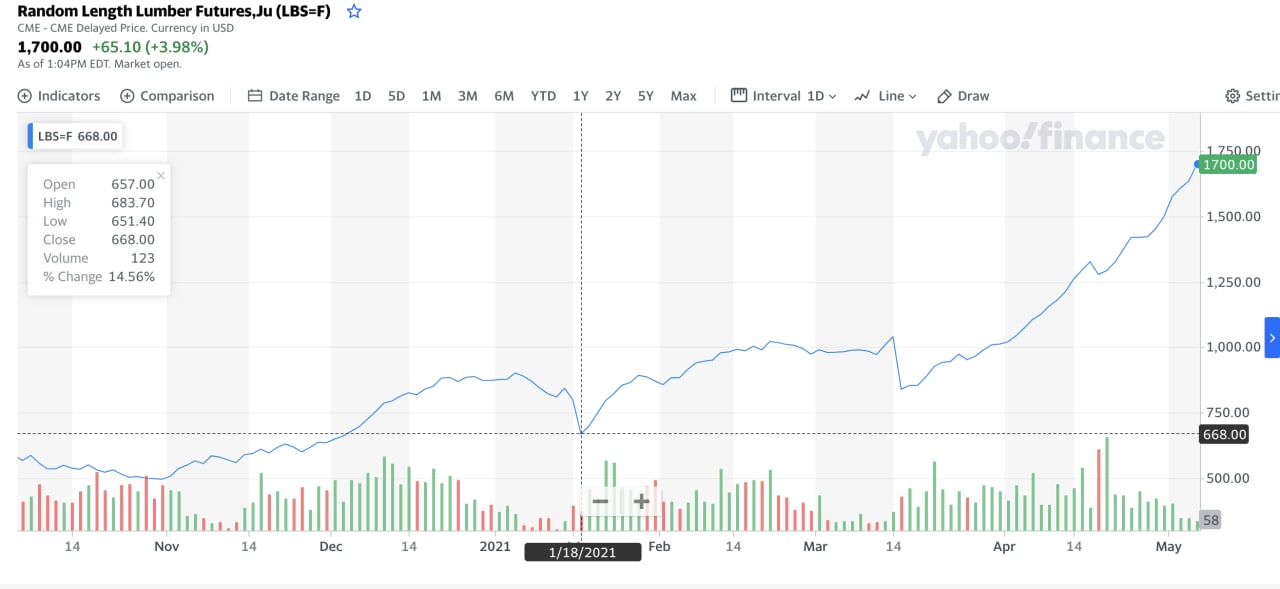 Random Length Lumber Futures,Ju (LBS=F)
CME - CME Delayed Price. Currency in USD
1,700.00 +65.10 (+3.98%)
As of 1:04PM EDT. Market open.
Indicators Comparison Date Range 1D 5D 1M 3M 6M YTD 1Y 2Y 5Y Max Interval 1D Line Draw Settin
LBS=F 668.00
yahoo!finance
Open 657.00
High 683.70
Low 651.40
Close 668.00
Volume 123
% Change 14.56%
1,750.00
1700.00
1,500.00
1,250.00
1,000.00
750.00
668.00
500.00
58
14 Nov 14 Dec 14 2021 1/18/2021 Feb 14 Mar 14 Apr 14 May